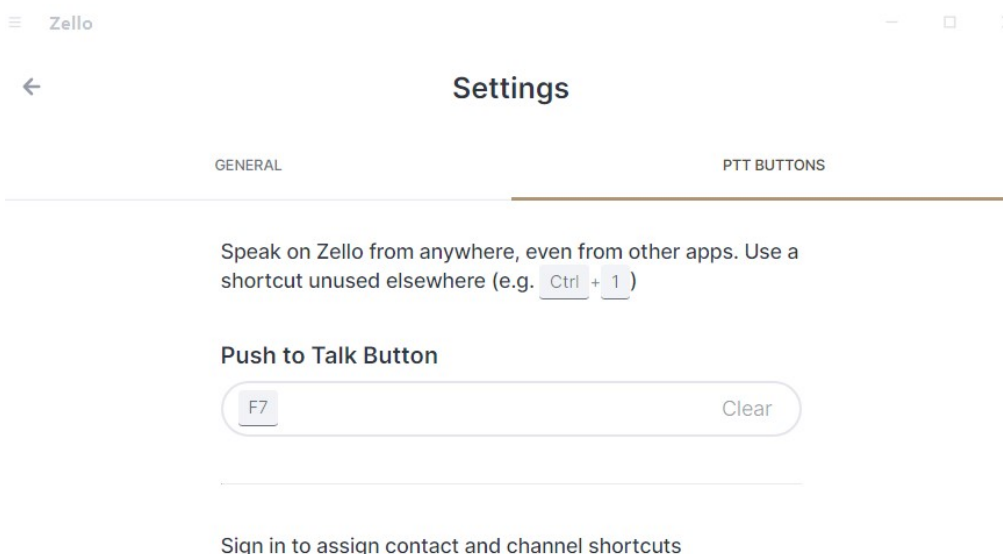 Zello
Settings
GENERAL
PTT BUTTONS
Speak on Zello from anywhere, even from other apps. Use a
shortcut unused elsewhere (e.g. Ctrl + 1 )
Push to Talk Button
F7 Clear
Sign in to assign contact and channel shortcuts